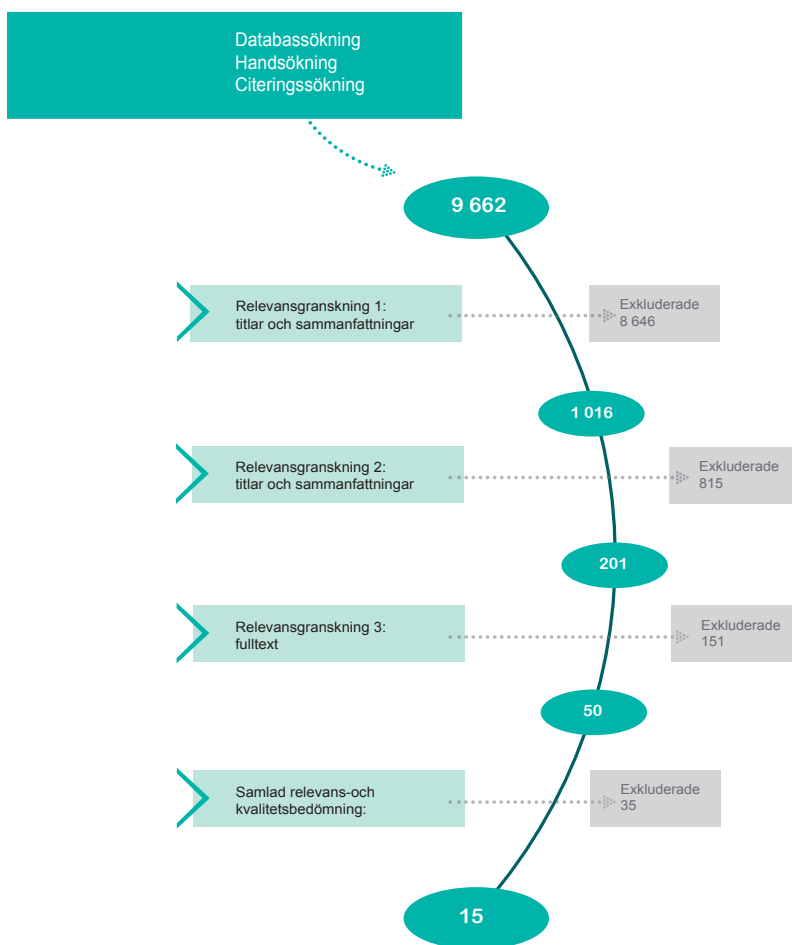 Databassökning
Handsökning
Citeringssökning
9 662
Relevansgranskning 1:
titlar och sammanfattningar
Exkluderade
8 646
1 016
Relevansgranskning 2:
titlar och sammanfattningar
Exkluderade
815
201
Relevansgranskning 3:
fulltext
Exkluderade
151
50
Samlad relevans-och
kvalitetsbedömning:
Exkluderade
35
15